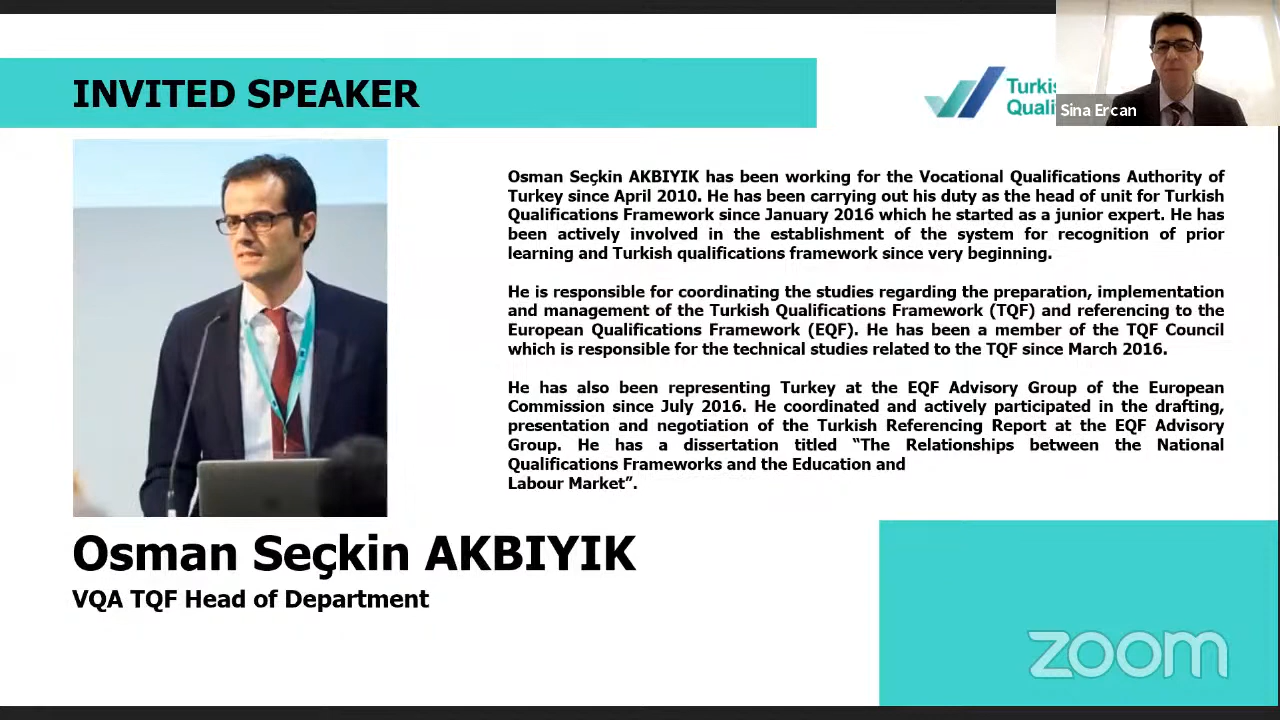 INVITED SPEAKER
Turkis
Quali
Sina Ercan
Osman Seçkin AKBIYIK has been working for the Vocational Qualifications Authority of
Turkey since April 2010. He has been carrying out his duty as the head of unit for Turkish
Qualifications Framework since January 2016 which he started as a junior expert. He has
been actively involved in the establishment of the system for recognition of prior
learning and Turkish qualifications framework since very beginning.
He is responsible for coordinating the studies regarding the preparation, implementation
and management of the Turkish Qualifications Framework (TQF) and referencing to the
European Qualifications Framework (EQF). He has been a member of the TQF Council
which is responsible for the technical studies related to the TQF since March 2016.
He has also been representing Turkey at the EQF Advisory Group of the European
Commission since July 2016. He coordinated and actively participated in the drafting,
presentation and negotiation of the Turkish Referencing Report at the EQF Advisory
Group. He has a dissertation titled “The Relationships between the National
Qualifications Frameworks and the Education and
Labour Market”.
Osman Seçkin AKBIYIK
VQA TQF Head of Department
zoom